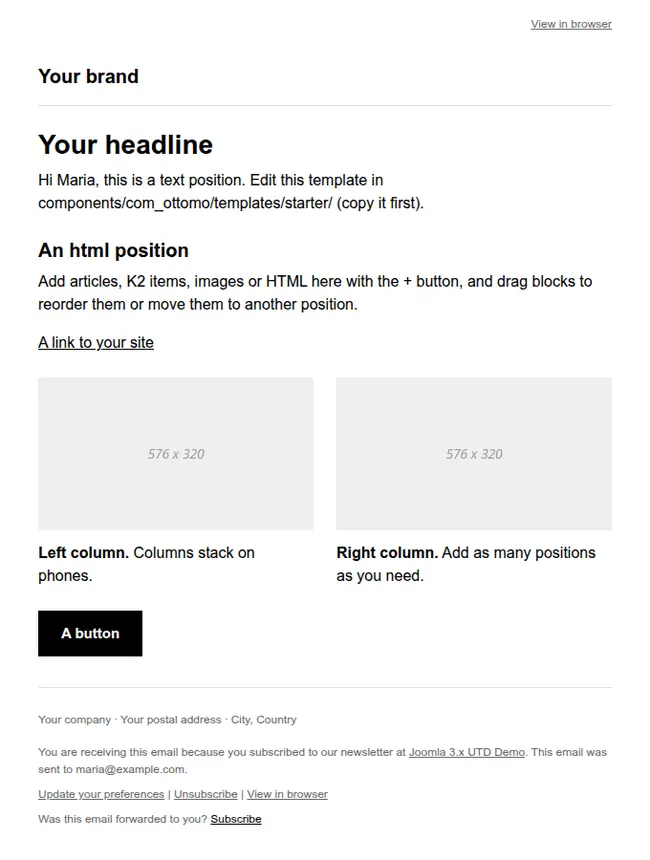 View in browser
Your brand
Your headline
Hi Maria, this is a text position. Edit this template in
components/com_ottomo/templates/starter/ (copy it first).
An html position
Add articles, K2 items, images or HTML here with the + button, and drag blocks to
reorder them or move them to another position.
A link to your site
576 x 320
576 x 320
Left column. Columns stack on
phones.
Right column. Add as many positions
as you need.
A button
Your company · Your postal address · City, Country
You are receiving this email because you subscribed to our newsletter at Joomla 3.x UTD Demo. This email was
sent to maria@example.com.
Update your preferences | Unsubscribe | View in browser
Was this email forwarded to you? Subscribe